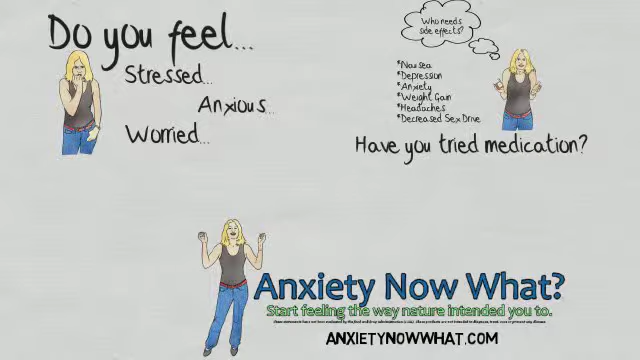 Do you feel...
Stressed...
Anxious...
Worried...
Who needs
side effects?
*Nausea
*Depression
*Anxiety
*Weight Gain
*Headaches
*Decreased Sex Drive
Have you tried medication?
Anxiety Now What?
Start feeling the way nature intended you to.
ANXIETYNOWWHAT.COM